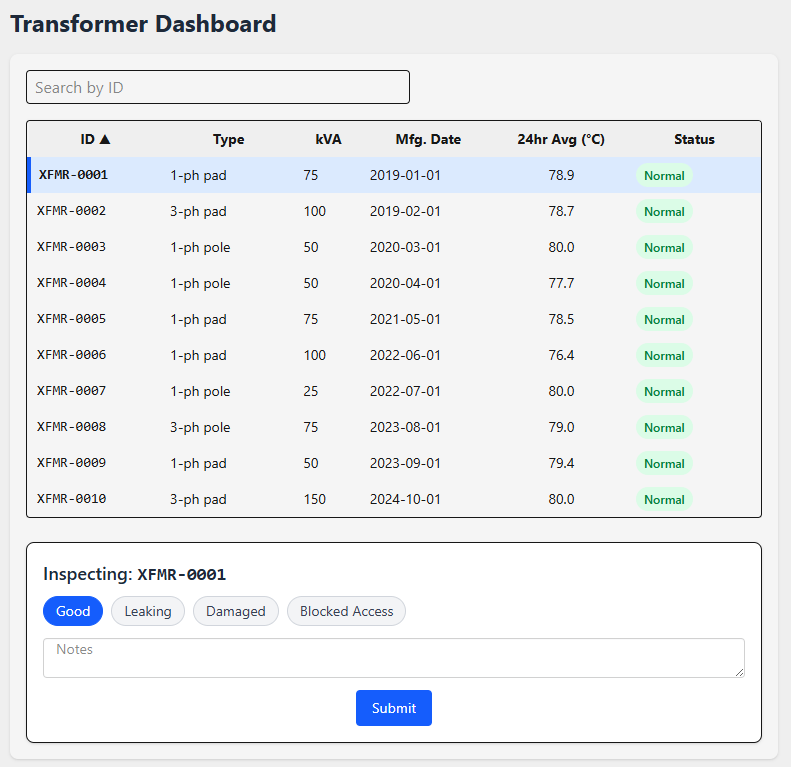 Transformer Dashboard
Search by ID
ID ▲ Type kVA Mfg. Date 24hr Avg (°C) Status
XFMR-0001 1-ph pad 75 2019-01-01 78.9 Normal
XFMR-0002 3-ph pad 100 2019-02-01 78.7 Normal
XFMR-0003 1-ph pole 50 2020-03-01 80.0 Normal
XFMR-0004 1-ph pole 50 2020-04-01 77.7 Normal
XFMR-0005 1-ph pad 75 2021-05-01 78.5 Normal
XFMR-0006 1-ph pad 100 2022-06-01 76.4 Normal
XFMR-0007 1-ph pole 25 2022-07-01 80.0 Normal
XFMR-0008 3-ph pole 75 2023-08-01 79.0 Normal
XFMR-0009 1-ph pad 50 2023-09-01 79.4 Normal
XFMR-0010 3-ph pad 150 2024-10-01 80.0 Normal
Inspecting: XFMR-0001
Good Leaking Damaged Blocked Access
Notes
Submit